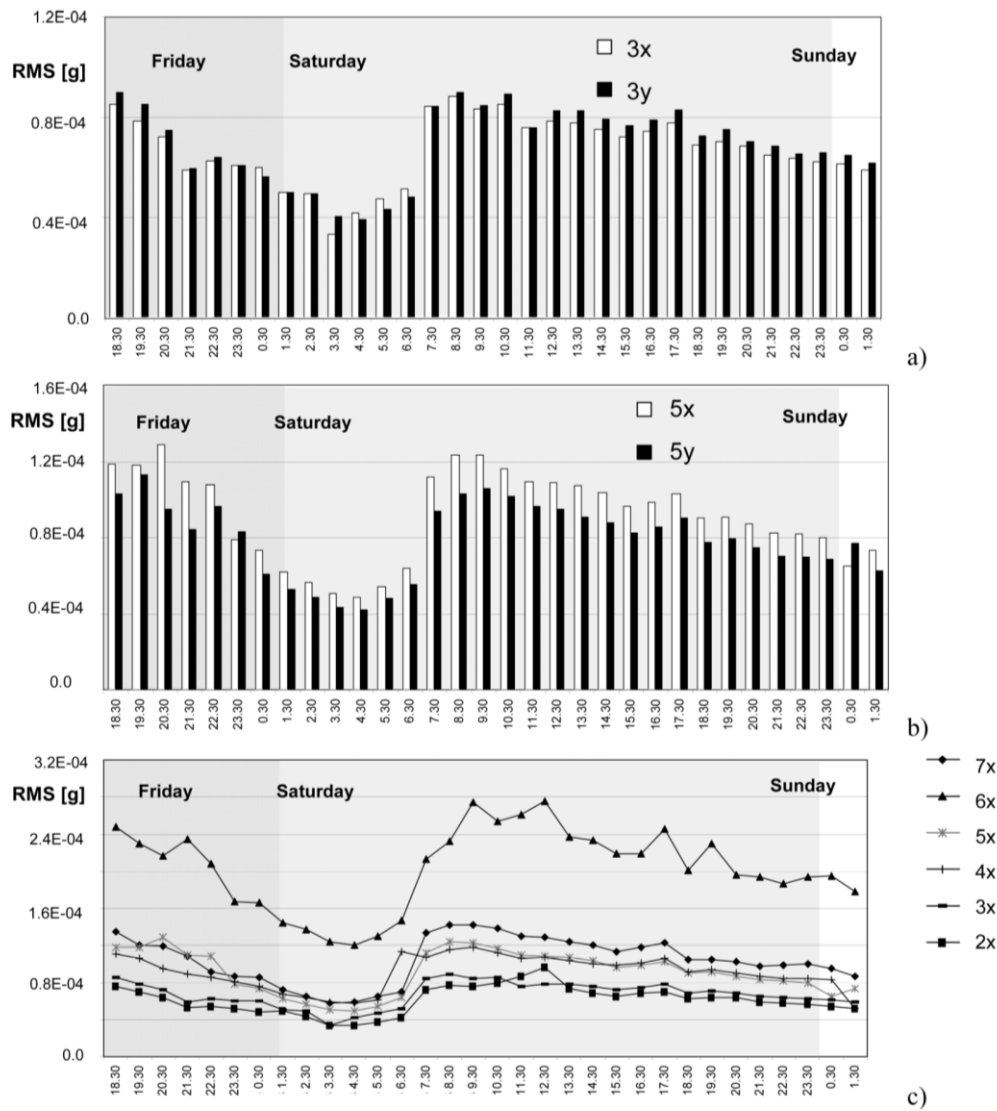 1.2E-04
Friday
Saturday
Sunday
RMS [g]
3x
3y
0.8E-04
0.4E-04
0.0
18.30 19.30 20.30 21.30 22.30 23.30 0.30 1.30 2.30 3.30 4.30 5.30 6.30 7.30 8.30 9.30 10.30 11.30 12.30 13.30 14.30 15.30 16.30 17.30 18.30 19.30 20.30 21.30 22.30 23.30 0.30 1.30
a)
1.6E-04
Friday
Saturday
Sunday
RMS [g]
5x
5y
1.2E-04
0.8E-04
0.4E-04
0.0
18.30 19.30 20.30 21.30 22.30 23.30 0.30 1.30 2.30 3.30 4.30 5.30 6.30 7.30 8.30 9.30 10.30 11.30 12.30 13.30 14.30 15.30 16.30 17.30 18.30 19.30 20.30 21.30 22.30 23.30 0.30 1.30
b)
3.2E-04
Friday
Saturday
Sunday
RMS [g]
2.4E-04
1.6E-04
0.8E-04
0.0
7x
6x
5x
4x
3x
2x
18.30 19.30 20.30 21.30 22.30 23.30 0.30 1.30 2.30 3.30 4.30 5.30 6.30 7.30 8.30 9.30 10.30 11.30 12.30 13.30 14.30 15.30 16.30 17.30 18.30 19.30 20.30 21.30 22.30 23.30 0.30 1.30
c)